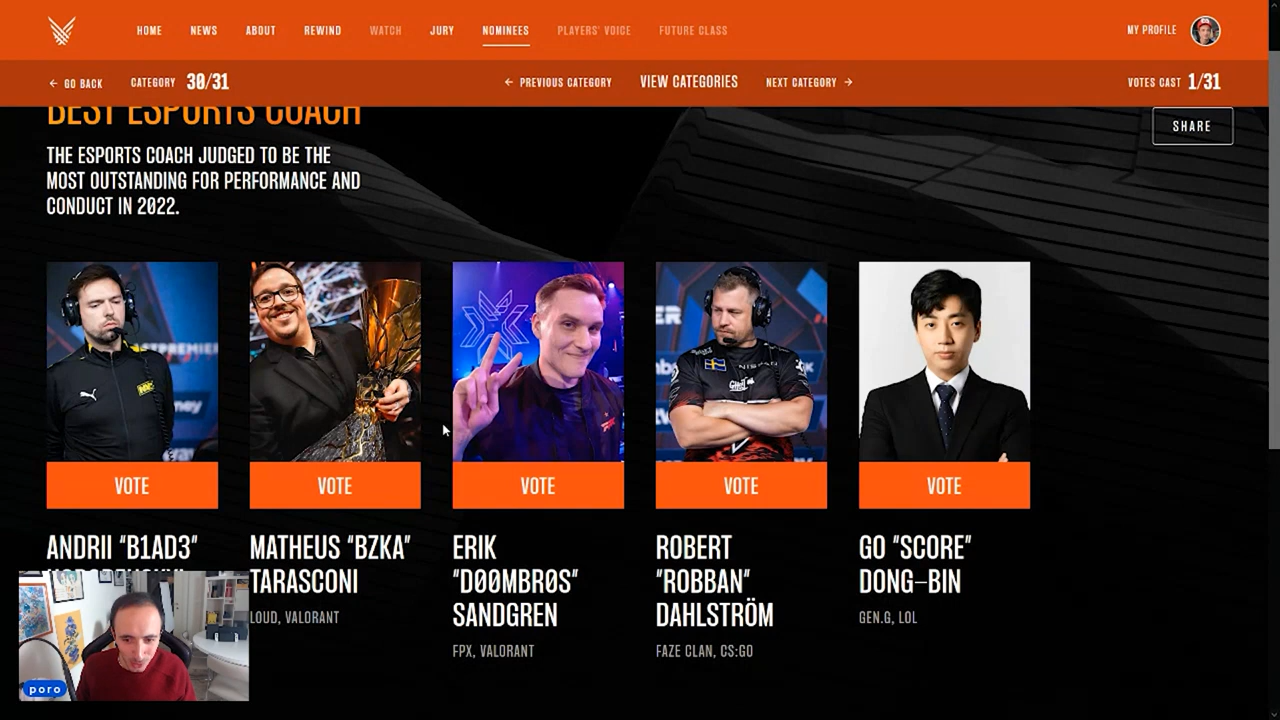 HOME NEWS ABOUT REWIND WATCH JURY NOMINEES PLAYERS' VOICE FUTURE CLASS MY PROFILE
← GO BACK CATEGORY 30/31 ← PREVIOUS CATEGORY VIEW CATEGORIES NEXT CATEGORY → VOTES CAST 1/31
BEST ESPORTS COACH
SHARE
THE ESPORTS COACH JUDGED TO BE THE
MOST OUTSTANDING FOR PERFORMANCE AND
CONDUCT IN 2022.
VOTE VOTE VOTE VOTE VOTE
ANDRII "B1AD3"
MATHEUS "BZKA"
TARASCONI
LOUD, VALORANT
ERIK
"D00MBR0S"
SANDGREN
FPX, VALORANT
ROBERT
"ROBBAN"
DAHLSTRÖM
FAZE CLAN, CS:GO
GO "SCORE"
DONG-BIN
GEN.G, LOL
poro